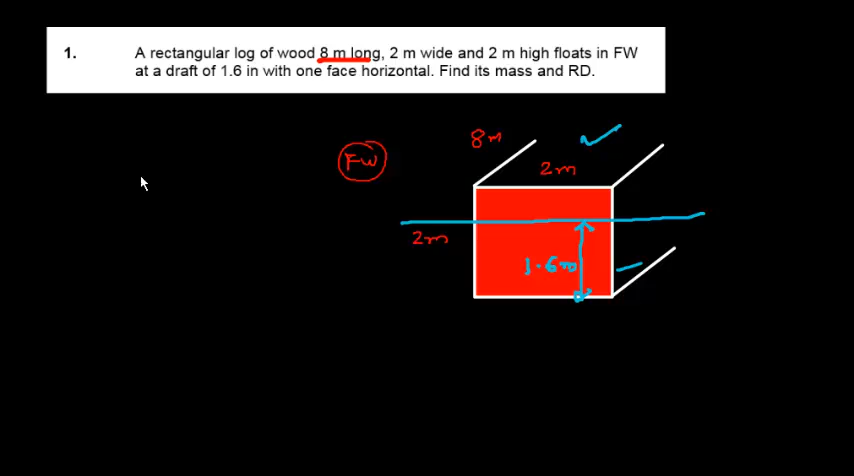 1. A rectangular log of wood 8 m long, 2 m wide and 2 m high floats in FW
at a draft of 1.6 in with one face horizontal. Find its mass and RD.
8m
FW
2m
2m
1.6m